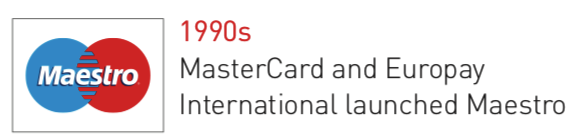 Maestro
1990s
MasterCard and Europay
International launched Maestro